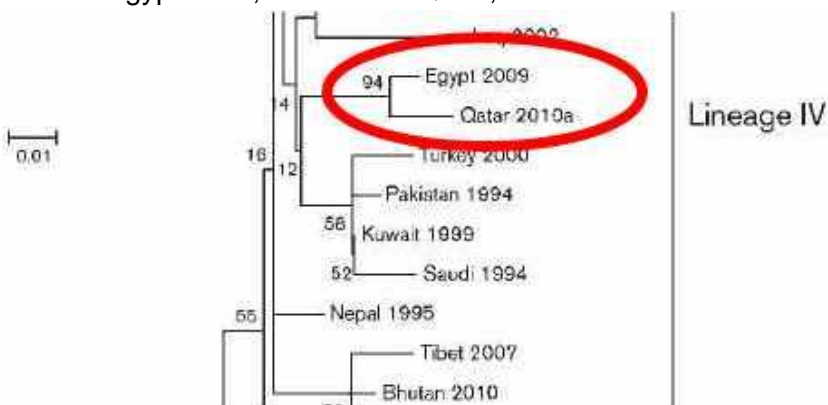 Egypt 2009
94
14
Qatar 2010a
Lineage IV
0.01
16
12
Turkey 2000
Pakistan 1994
56
Kuwait 1999
52
Saudi 1994
55
Nepal 1995
Tibet 2007
Bhutan 2010